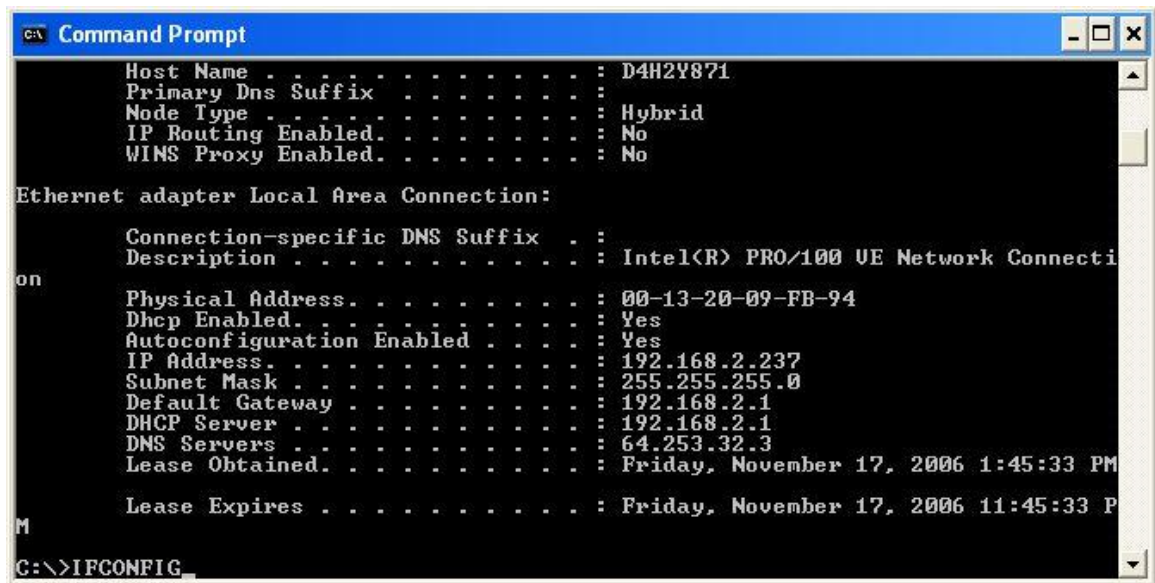 Command Prompt
Host Name . . . . . . . . . . . . : D4H2Y871
Primary Dns Suffix . . . . . . . :
Node Type . . . . . . . . . . . . : Hybrid
IP Routing Enabled. . . . . . . . : No
WINS Proxy Enabled. . . . . . . . : No
Ethernet adapter Local Area Connection:
Connection-specific DNS Suffix . :
Description . . . . . . . . . . . : Intel(R) PRO/100 VE Network Connecti
on
Physical Address. . . . . . . . . : 00-13-20-09-FB-94
Dhcp Enabled. . . . . . . . . . . : Yes
Autoconfiguration Enabled . . . . : Yes
IP Address. . . . . . . . . . . . : 192.168.2.237
Subnet Mask . . . . . . . . . . . : 255.255.255.0
Default Gateway . . . . . . . . . : 192.168.2.1
DHCP Server . . . . . . . . . . . : 192.168.2.1
DNS Servers . . . . . . . . . . . : 64.253.32.3
Lease Obtained. . . . . . . . . . : Friday, November 17, 2006 1:45:33 PM
Lease Expires . . . . . . . . . . : Friday, November 17, 2006 11:45:33 P
M
C:\>IFCONFIG_